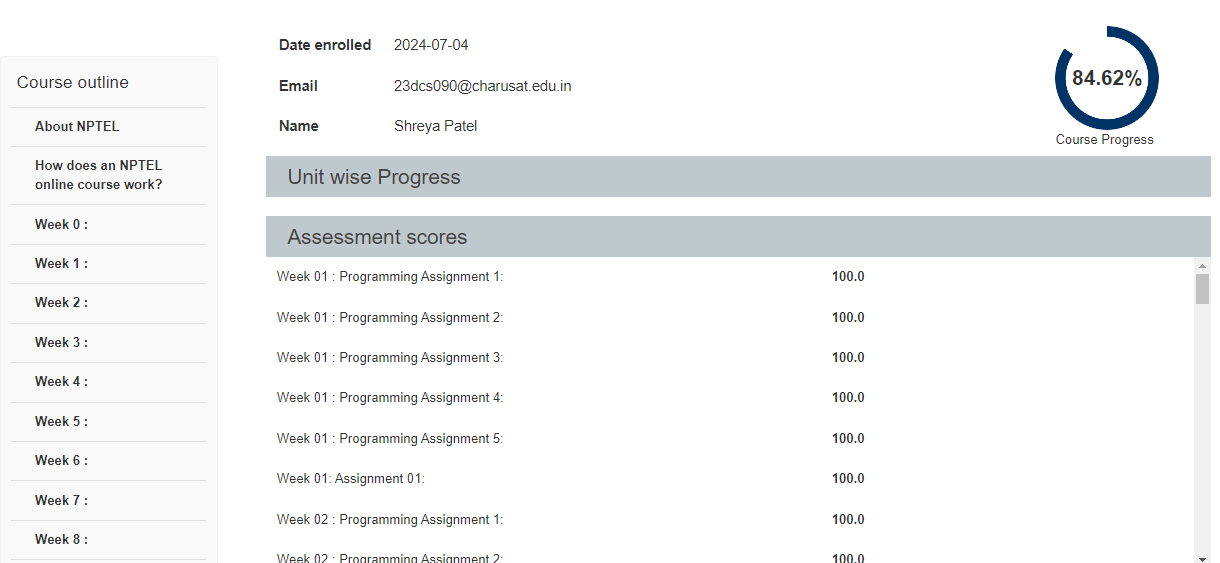 Course outline
About NPTEL
How does an NPTEL
online course work?
Week 0 :
Week 1 :
Week 2 :
Week 3 :
Week 4 :
Week 5 :
Week 6 :
Week 7 :
Week 8 :
Date enrolled 2024-07-04
Email 23dcs090@charusat.edu.in
Name Shreya Patel
84.62%
Course Progress
Unit wise Progress
Assessment scores
Week 01 : Programming Assignment 1: 100.0
Week 01 : Programming Assignment 2: 100.0
Week 01 : Programming Assignment 3: 100.0
Week 01 : Programming Assignment 4: 100.0
Week 01 : Programming Assignment 5: 100.0
Week 01: Assignment 01: 100.0
Week 02 : Programming Assignment 1: 100.0
Week 02 : Programming Assignment 2: 100.0